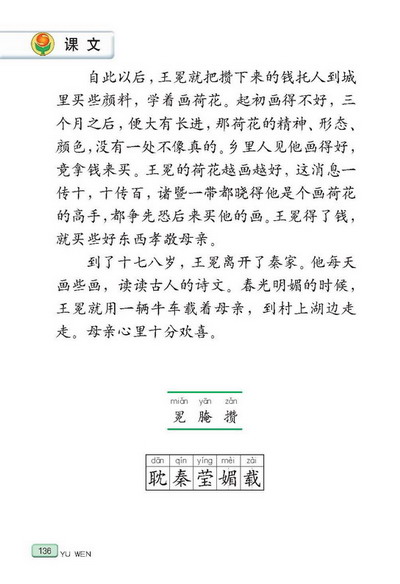 课文
自此以后，王冕就把攒下来的钱托人到城
里买些颜料，学着画荷花。起初画得不好，三
个月之后，便大有长进，那荷花的精神、形态、
颜色，没有一处不像真的。乡里人见他画得好，
竟拿钱来买。王冕的荷花越画越好，这消息一
传十，十传百，诸暨一带都晓得他是个画荷花
的高手，都争先恐后来买他的画。王冕得了钱，
就买些好东西孝敬母亲。
到了十七八岁，王冕离开了秦家。他每天
画些画，读读古人的诗文。春光明媚的时候，
王冕就用一辆牛车载着母亲，到村上湖边走
走。母亲心里十分欢喜。
miǎn yān zǎn
冕 腌 攒
dān qín yíng mèi zài
耽秦莹媚载
136 YU WEN